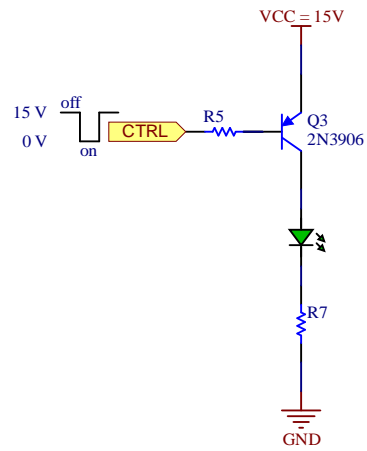 VCC = 15V
off
15 V
CTRL
R5
Q3
2N3906
0 V
on
R7
GND